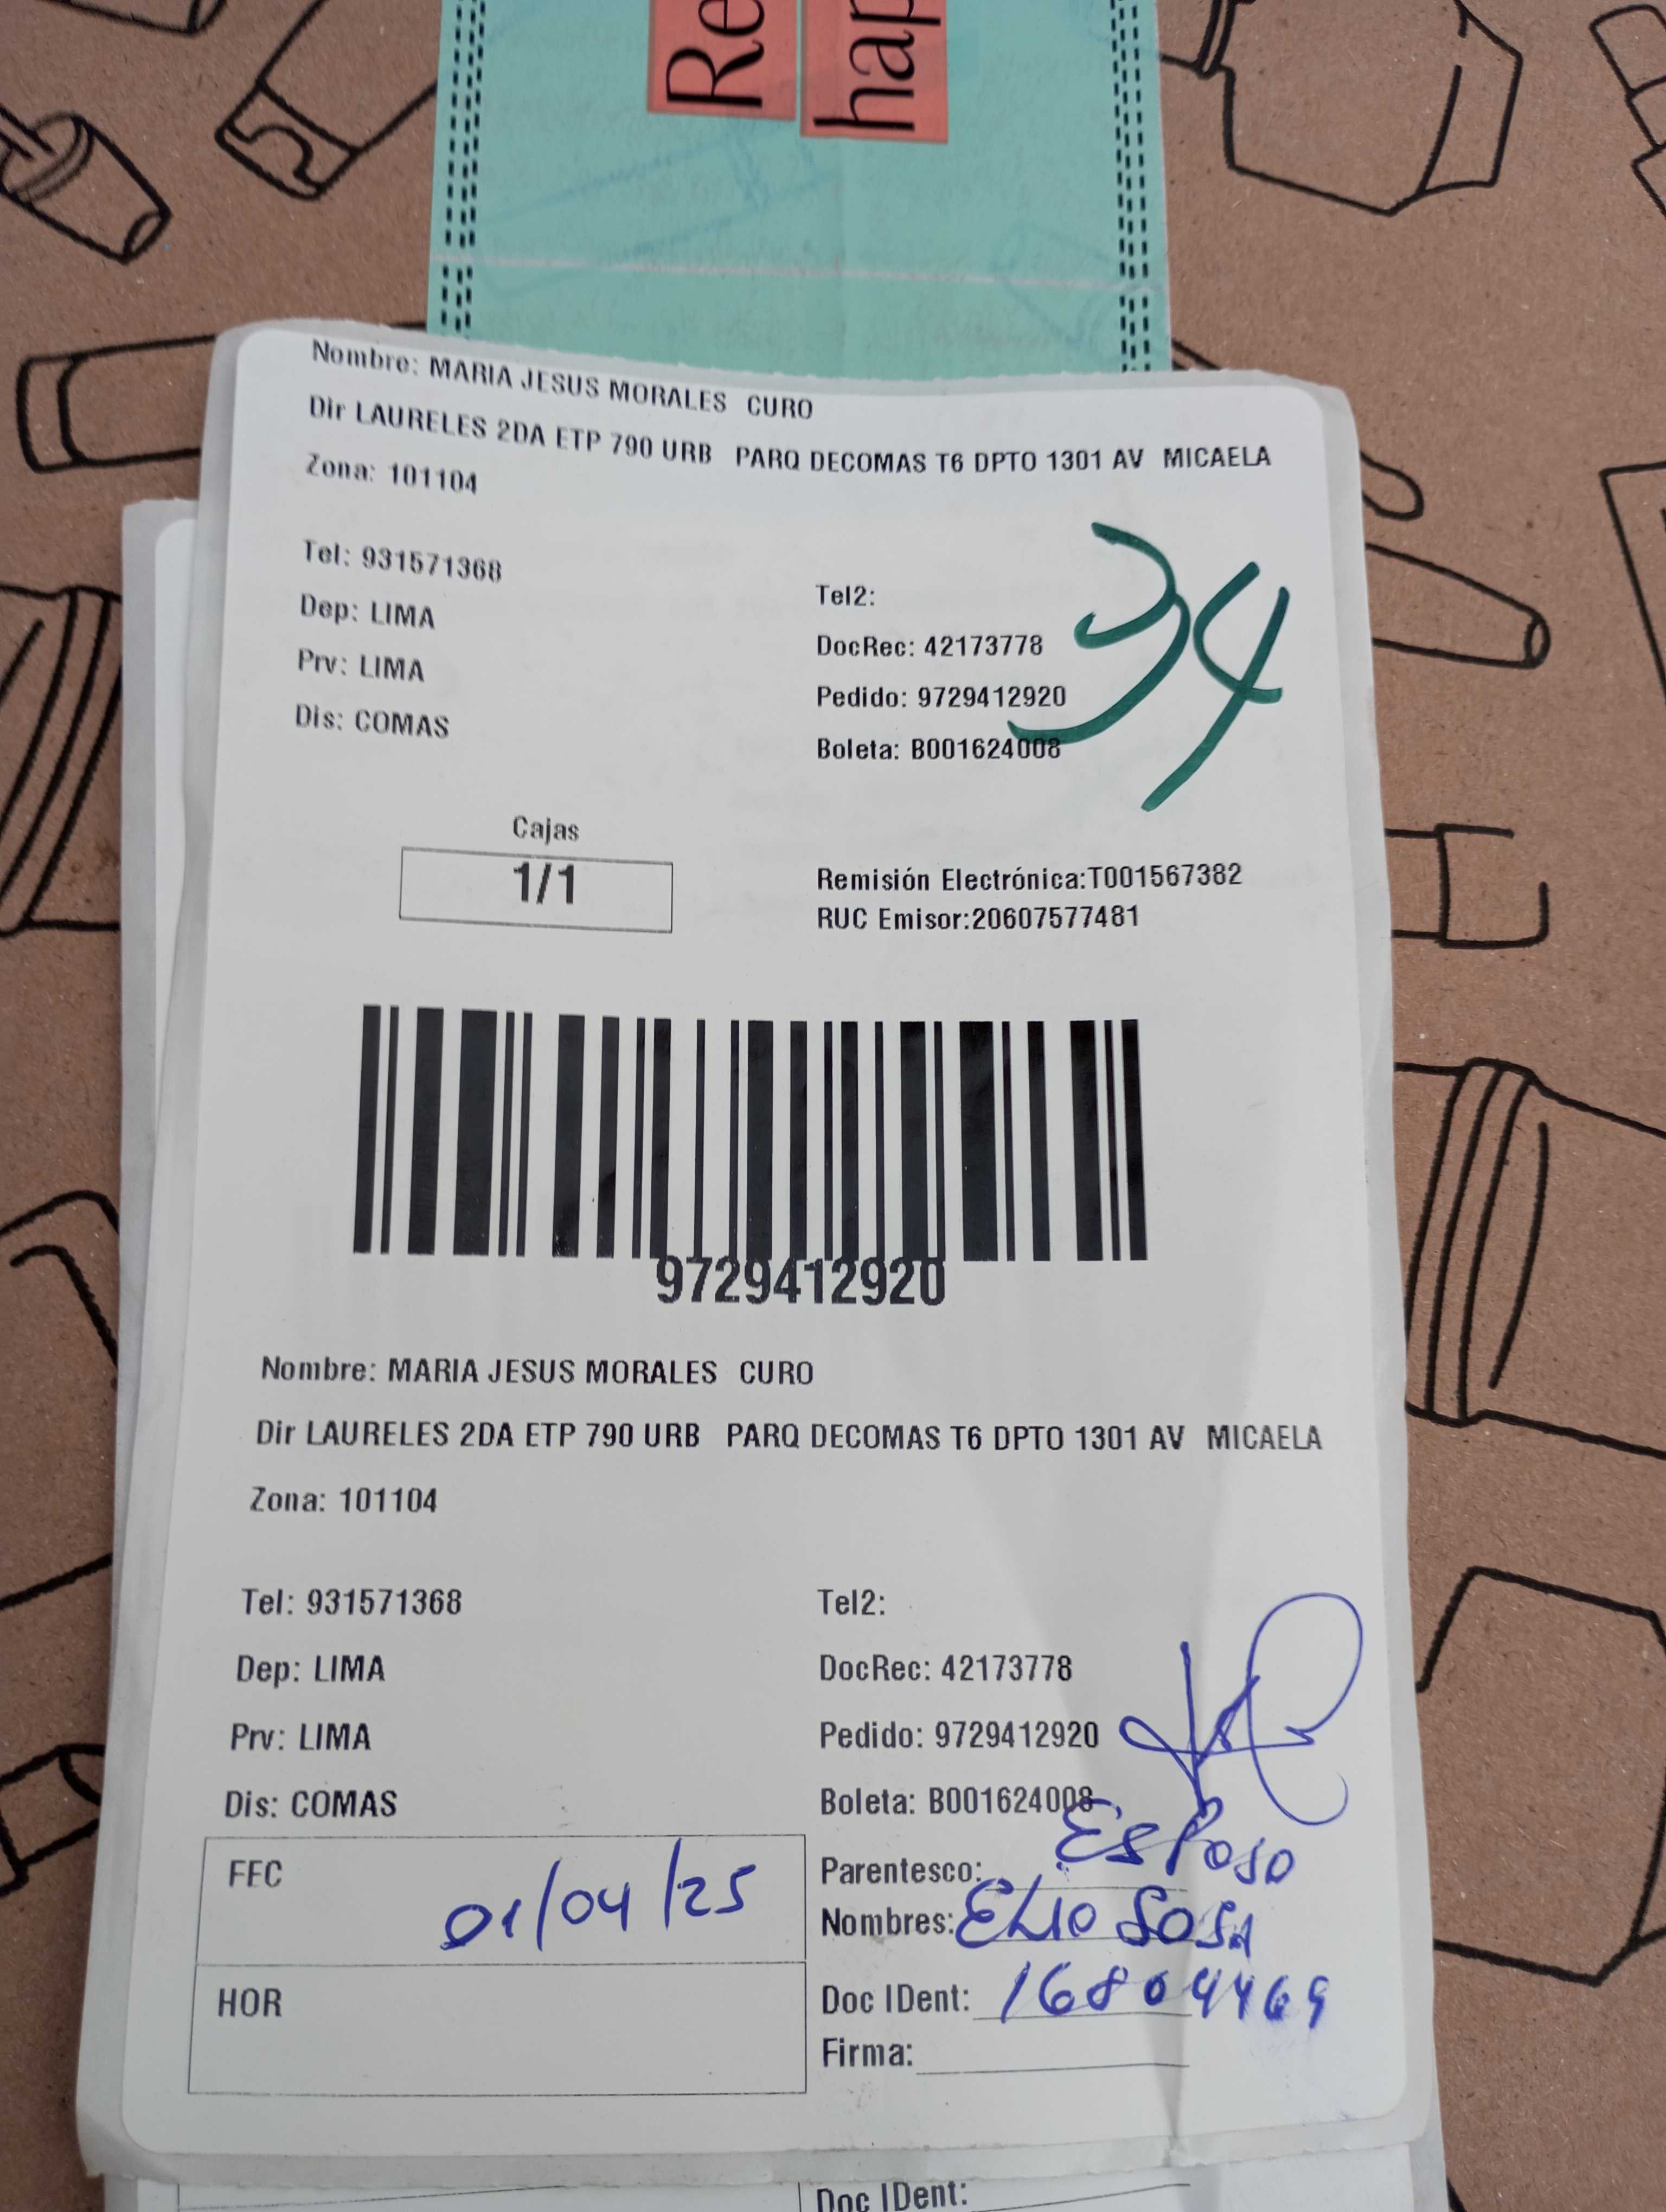 Re
hap
Nombre: MARIA JESUS MORALES CURO
Dir LAURELES 2DA ETP 790 URB PARQ DECOMAS T6 DPTO 1301 AV MICAELA
Zona: 101104
Tel: 931571368
Tel2:
Dep: LIMA
DocRec: 42173778
Prv: LIMA
Pedido: 9729412920
Dis: COMAS
Boleta: B001624008
34
Cajas
1/1
Remisión Electrónica:T001567382
RUC Emisor:20607577481
9729412920
Nombre: MARIA JESUS MORALES CURO
Dir LAURELES 2DA ETP 790 URB PARQ DECOMAS T6 DPTO 1301 AV MICAELA
Zona: 101104
Tel: 931571368
Tel2:
Dep: LIMA
DocRec: 42173778
Prv: LIMA
Pedido: 9729412920
Dis: COMAS
Boleta: B001624008
FEC 01/04/25
Parentesco: ESPOSO
Nombres: ELIO SOSA
HOR
Doc IDent: 16804469
Firma:
Doc IDent: